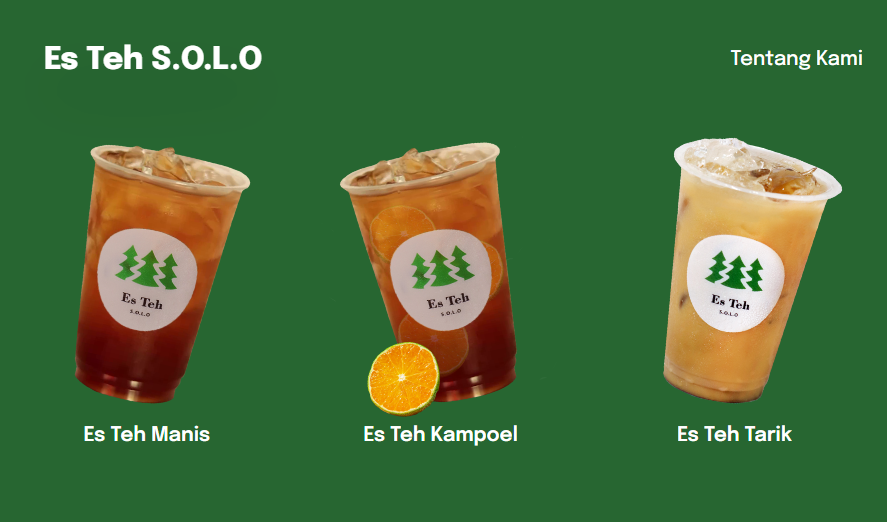 Es Teh S.O.L.O
Tentang Kami
Es Teh
S.O.L.O
Es Teh
S.O.L.O
Es Teh
S.O.L.O
Es Teh Manis
Es Teh Kampoel
Es Teh Tarik